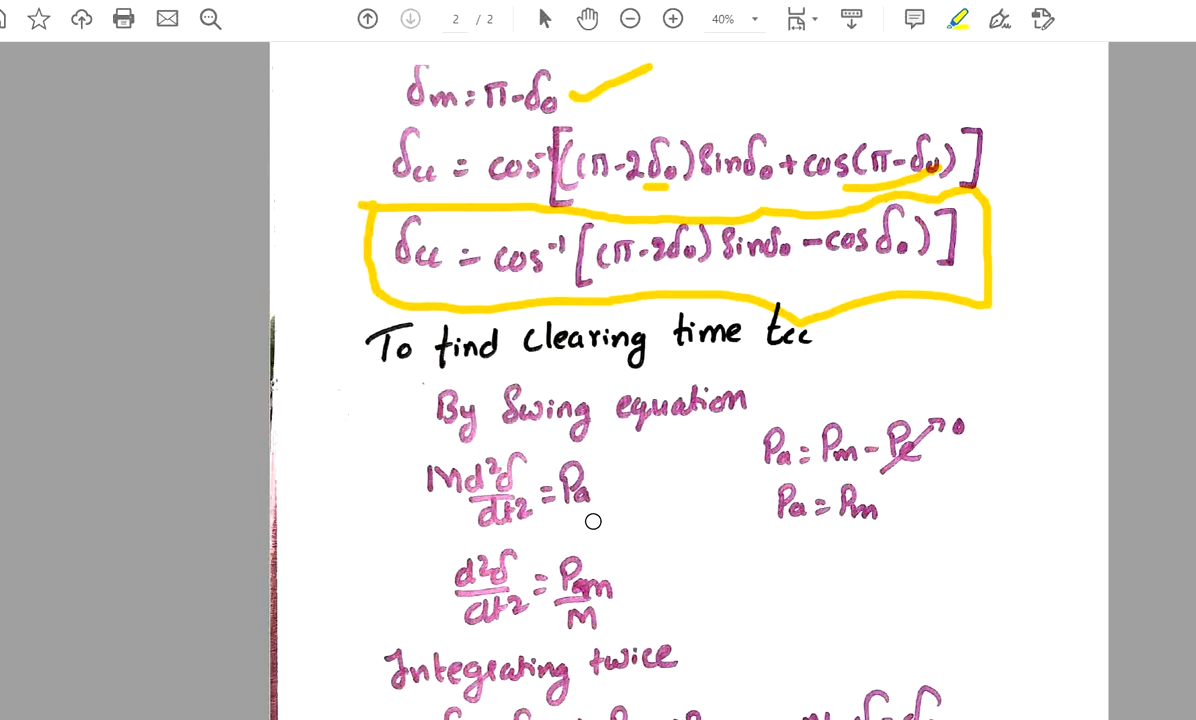 2 / 2
40%
δm = π-δ₀
δcc = cos⁻¹[(π-2δ₀)sinδ₀+cos(π-δ₀)]
δcc = cos⁻¹[(π-2δ₀)sinδ₀-cosδ₀)]
To find clearing time tcc
By Swing equation
Pa = Pm - Pe↗0
Md²δ/dt2 = Pa
Pa = Pm
d²δ/dt2 = Pm/M
Integrating twice